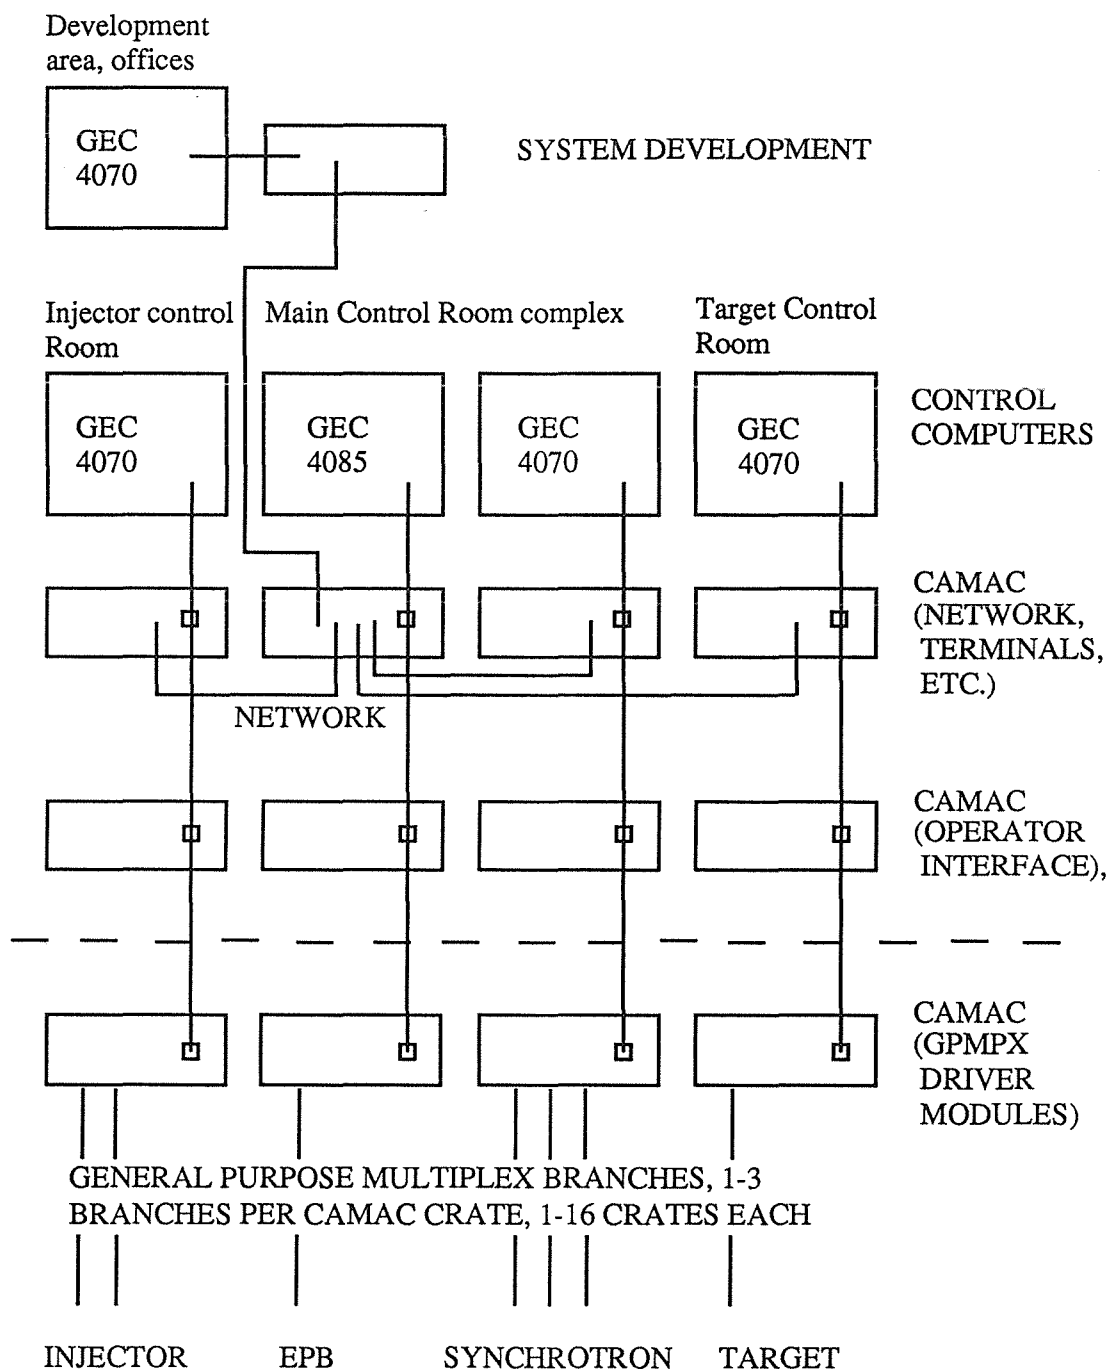 Development
area, offices
GEC
4070
SYSTEM DEVELOPMENT
Injector control
Room
Main Control Room complex
Target Control
Room
GEC
4070
GEC
4085
GEC
4070
GEC
4070
CONTROL
COMPUTERS
CAMAC
(NETWORK,
TERMINALS,
ETC.)
NETWORK
CAMAC
(OPERATOR
INTERFACE),
CAMAC
(GPMPX
DRIVER
MODULES)
GENERAL PURPOSE MULTIPLEX BRANCHES, 1-3
BRANCHES PER CAMAC CRATE, 1-16 CRATES EACH
INJECTOR EPB SYNCHROTRON TARGET